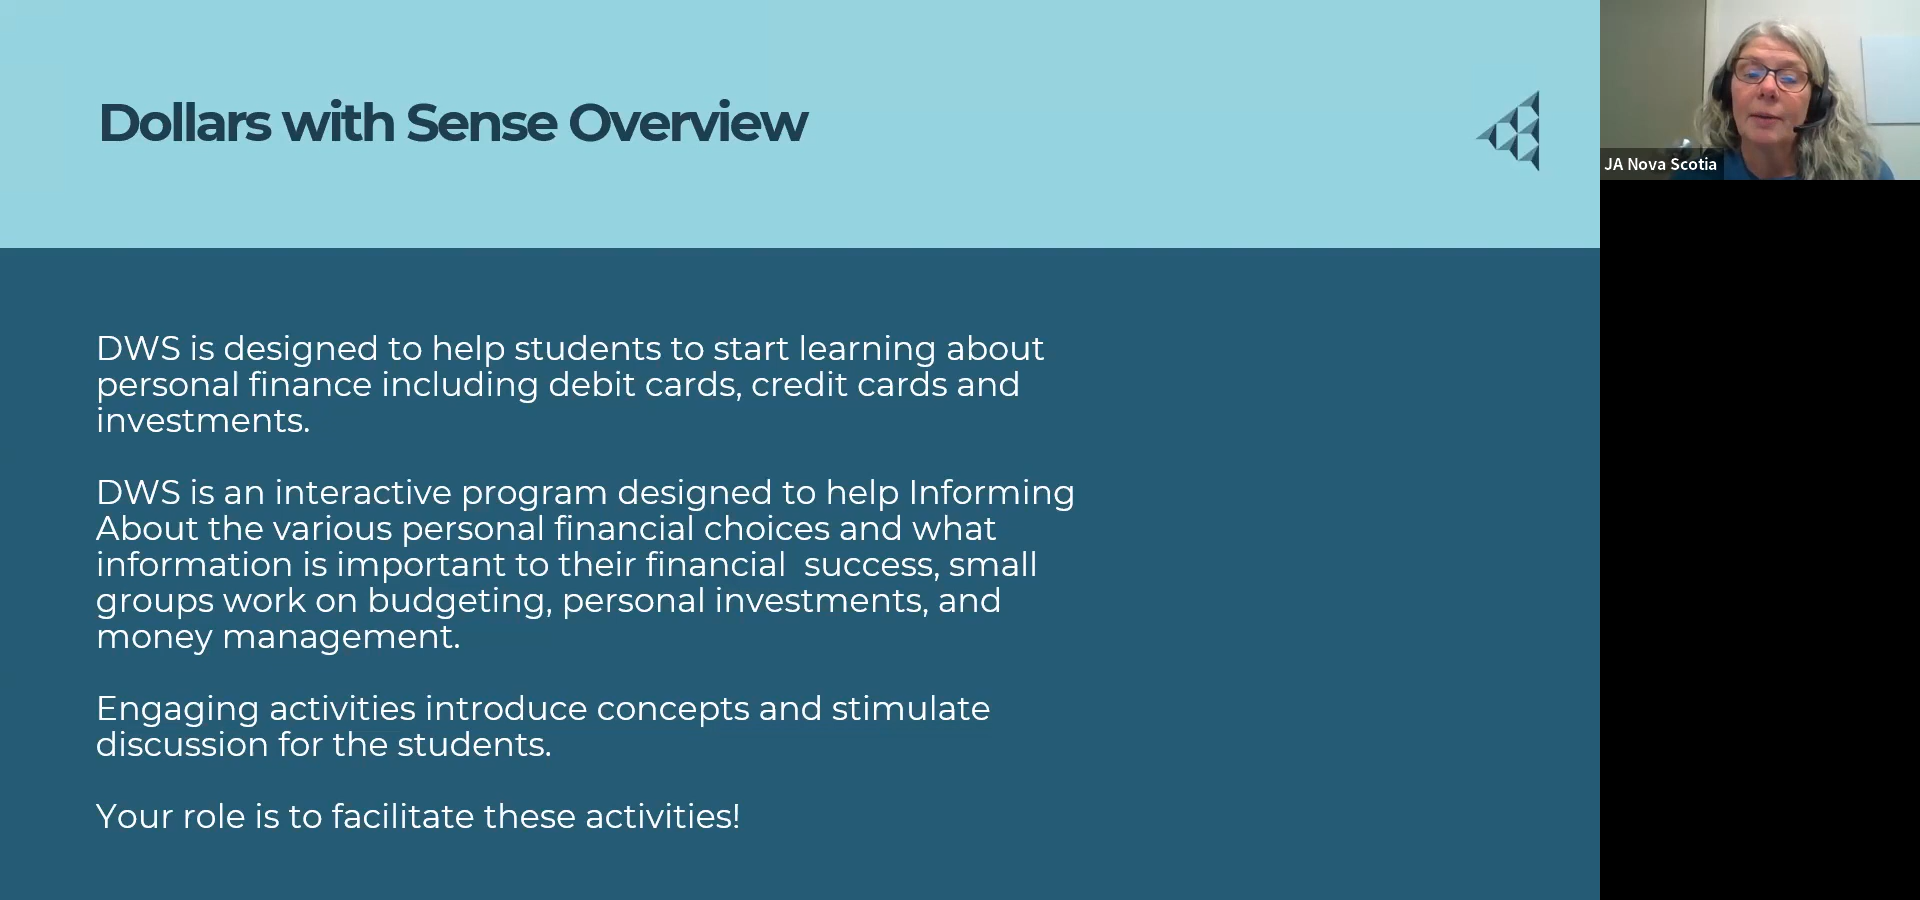 Dollars with Sense Overview
JA Nova Scotia
DWS is designed to help students to start learning about
personal finance including debit cards, credit cards and
investments.
DWS is an interactive program designed to help Informing
About the various personal financial choices and what
information is important to their financial  success, small
groups work on budgeting, personal investments, and
money management.
Engaging activities introduce concepts and stimulate
discussion for the students.
Your role is to facilitate these activities!